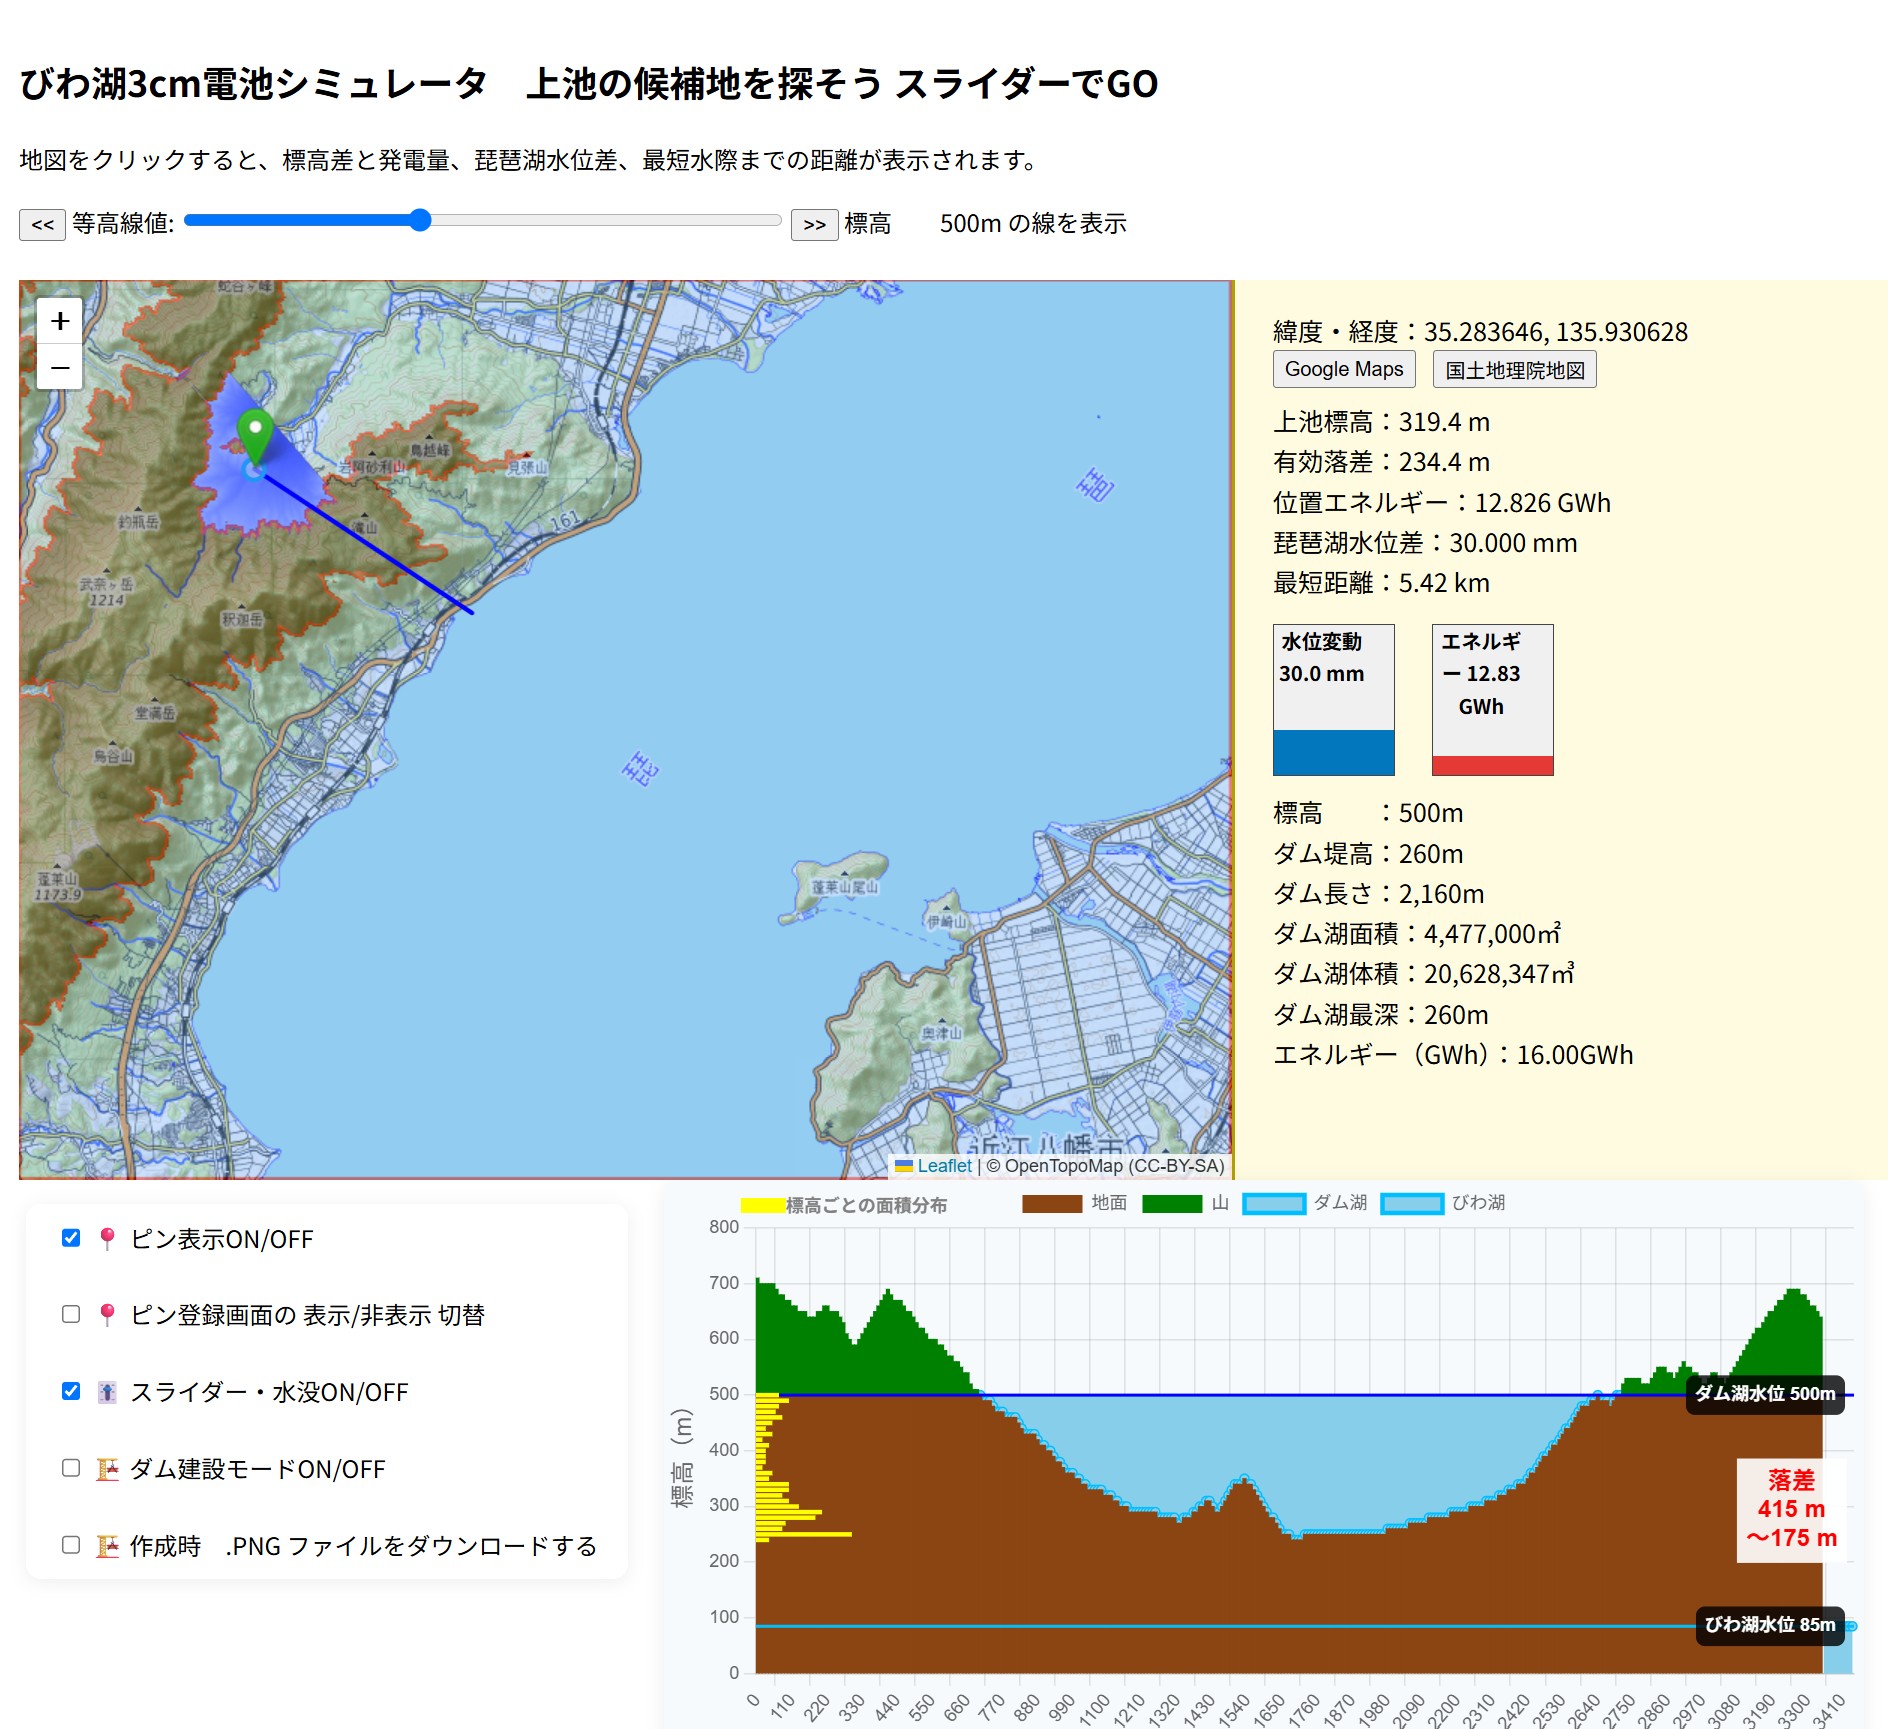 びわ湖3cm電池シミュレータ　上池の候補地を探そう スライダーでGO
地図をクリックすると、標高差と発電量、琵琶湖水位差、最短水際までの距離が表示されます。
<< 等高線値: >> 標高　　500m の線を表示
+
−
蛇谷ヶ峰
鳥越峰
岩阿砂利山
見張山
釣瓶岳
滝山
161
武奈ヶ岳
1214
釈迦岳
堂満岳
烏谷山
蓬莱山
1173.9
琵
琵
蓬莱山尾山
伊崎山
奥津山
近江八幡市
Leaflet | © OpenTopoMap (CC-BY-SA)
緯度・経度：35.283646, 135.930628
Google Maps 国土地理院地図
上池標高：319.4 m
有効落差：234.4 m
位置エネルギー：12.826 GWh
琵琶湖水位差：30.000 mm
最短距離：5.42 km
水位変動
30.0 mm
エネルギ
ー 12.83
GWh
標高　　：500m
ダム堤高：260m
ダム長さ：2,160m
ダム湖面積：4,477,000㎡
ダム湖体積：20,628,347㎥
ダム湖最深：260m
エネルギー（GWh）：16.00GWh
📍 ピン表示ON/OFF
📍 ピン登録画面の 表示/非表示 切替
スライダー・水没ON/OFF
🏗 ダム建設モードON/OFF
🏗 作成時　.PNG ファイルをダウンロードする
標高ごとの面積分布 地面 山 ダム湖 びわ湖
標高（m）
800
700
600
500
400
300
200
100
0
ダム湖水位 500m
落差
415 m
～175 m
びわ湖水位 85m
0 110 220 330 440 550 660 770 880 990 1100 1210 1320 1430 1540 1650 1760 1870 1980 2090 2200 2310 2420 2530 2640 2750 2860 2970 3080 3190 3300 3410